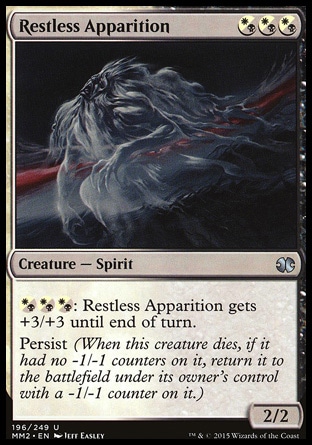 Restless Apparition
Creature — Spirit
: Restless Apparition gets
+3/+3 until end of turn.
Persist (When this creature dies, if it
had no -1/-1 counters on it, return it to
the battlefield under its owner's control
with a -1/-1 counter on it.)
2/2
196/249 U
MM2 • EN Jeff Easley
™ & © 2015 Wizards of the Coast